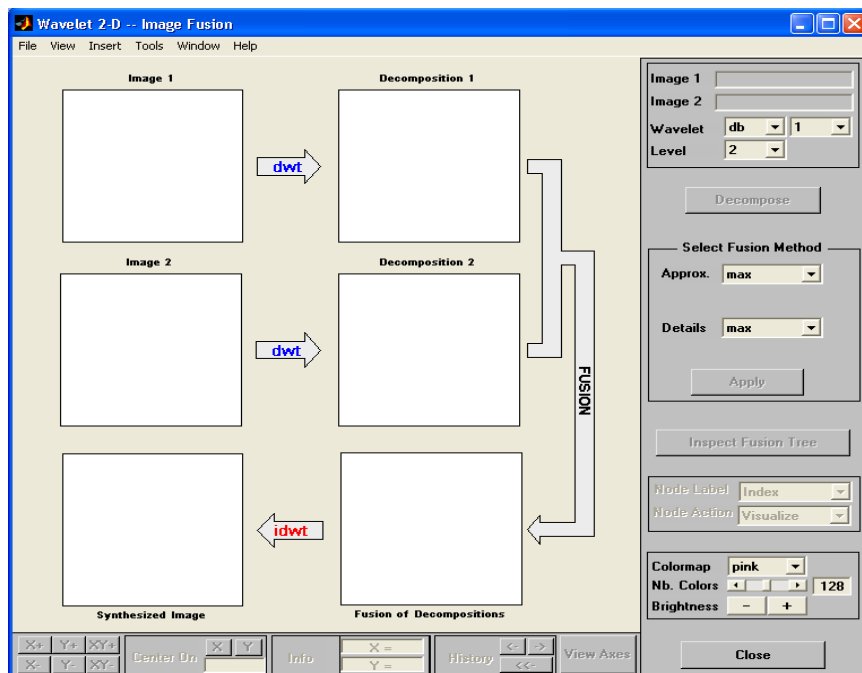 Wavelet 2-D -- Image Fusion
File View Insert Tools Window Help
Image 1
Decomposition 1
dwt
Image 2
Decomposition 2
dwt
FUSION
idwt
Synthesized Image
Fusion of Decompositions
Image 1
Image 2
Wavelet db 1
Level 2
Decompose
Select Fusion Method
Approx. max
Details max
Apply
Inspect Fusion Tree
Node Label Index
Node Action Visualize
Colormap pink
Nb. Colors 128
Brightness - +
Close
X+ Y+ XY+
X- Y- XY-
Center On X Y
Info X =
Y =
History <- ->
<<-
View Axes